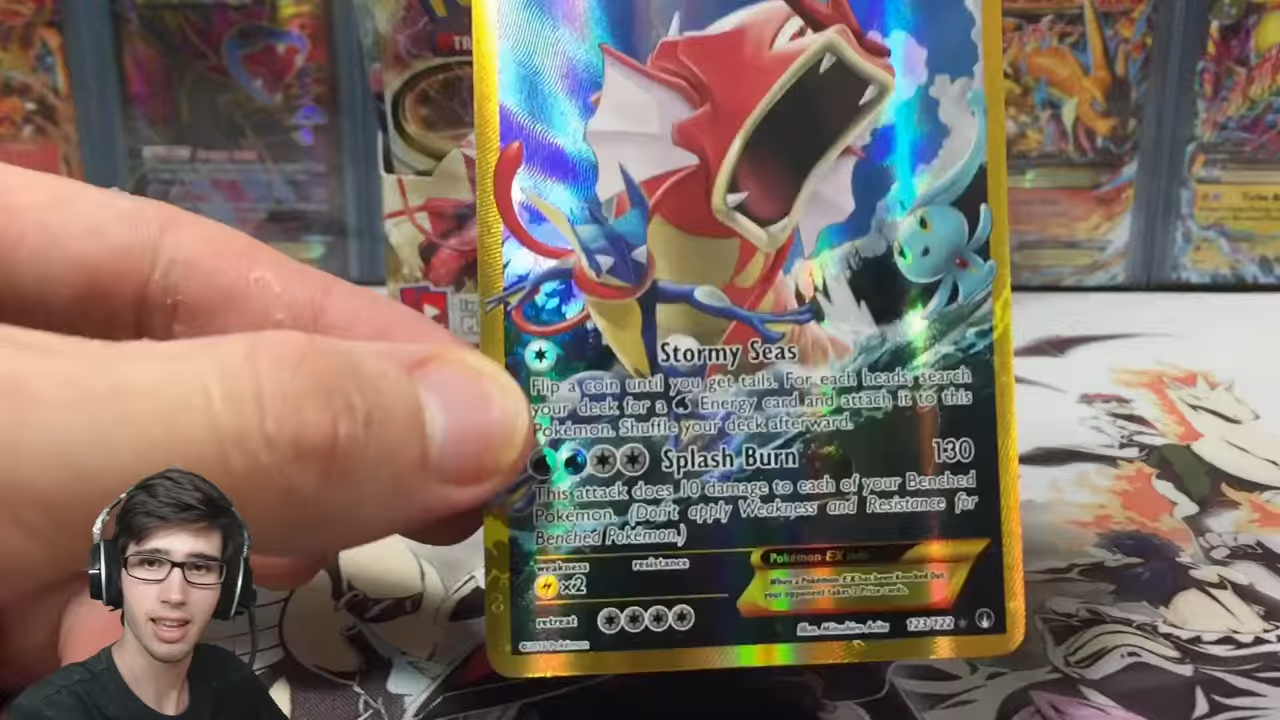 Stormy Seas
Flip a coin until you get tails. For each heads, search
your deck for a Energy card and attach it to this
Pokémon. Shuffle your deck afterward.
Splash Burn 130
This attack does 10 damage to each of your Benched
Pokémon. (Don't apply Weakness and Resistance for
Benched Pokémon.)
weakness resistance
x2
Pokémon EX rule
When a Pokémon EX has been Knocked Out,
your opponent takes 2 Prize cards.
retreat
Illus. 123/122